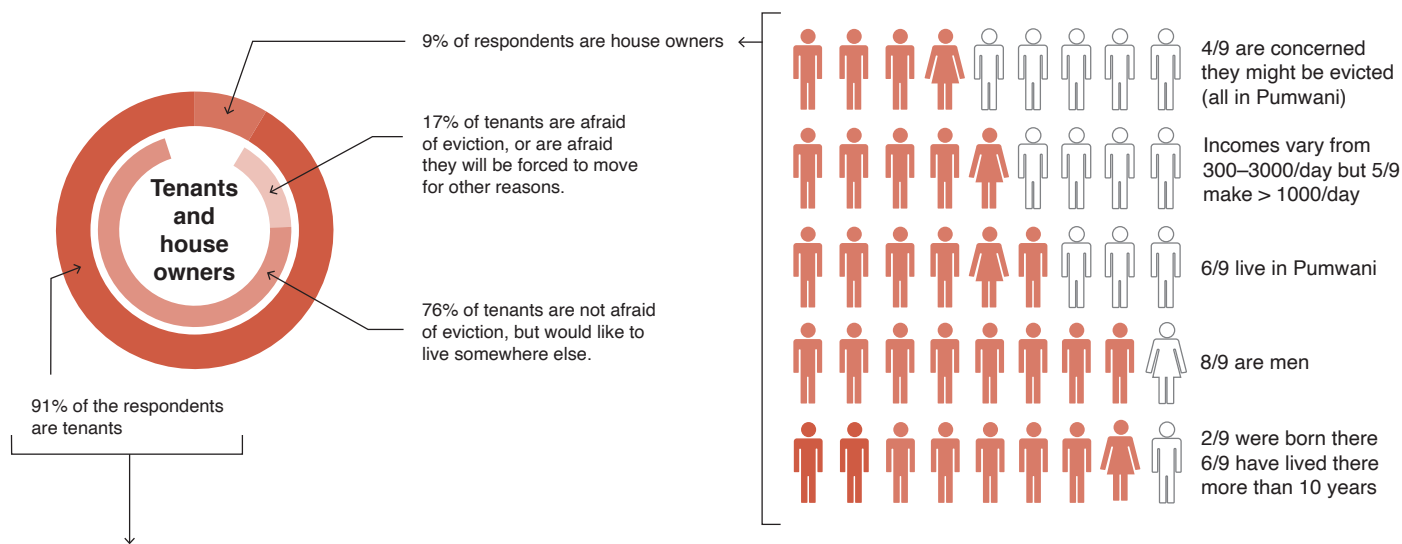 9% of respondents are house owners
17% of tenants are afraid
of eviction, or are afraid
they will be forced to move
for other reasons.
Tenants
and
house
owners
76% of tenants are not afraid
of eviction, but would like to
live somewhere else.
91% of the respondents
are tenants
4/9 are concerned
they might be evicted
(all in Pumwani)
Incomes vary from
300–3000/day but 5/9
make > 1000/day
6/9 live in Pumwani
8/9 are men
2/9 were born there
6/9 have lived there
more than 10 years